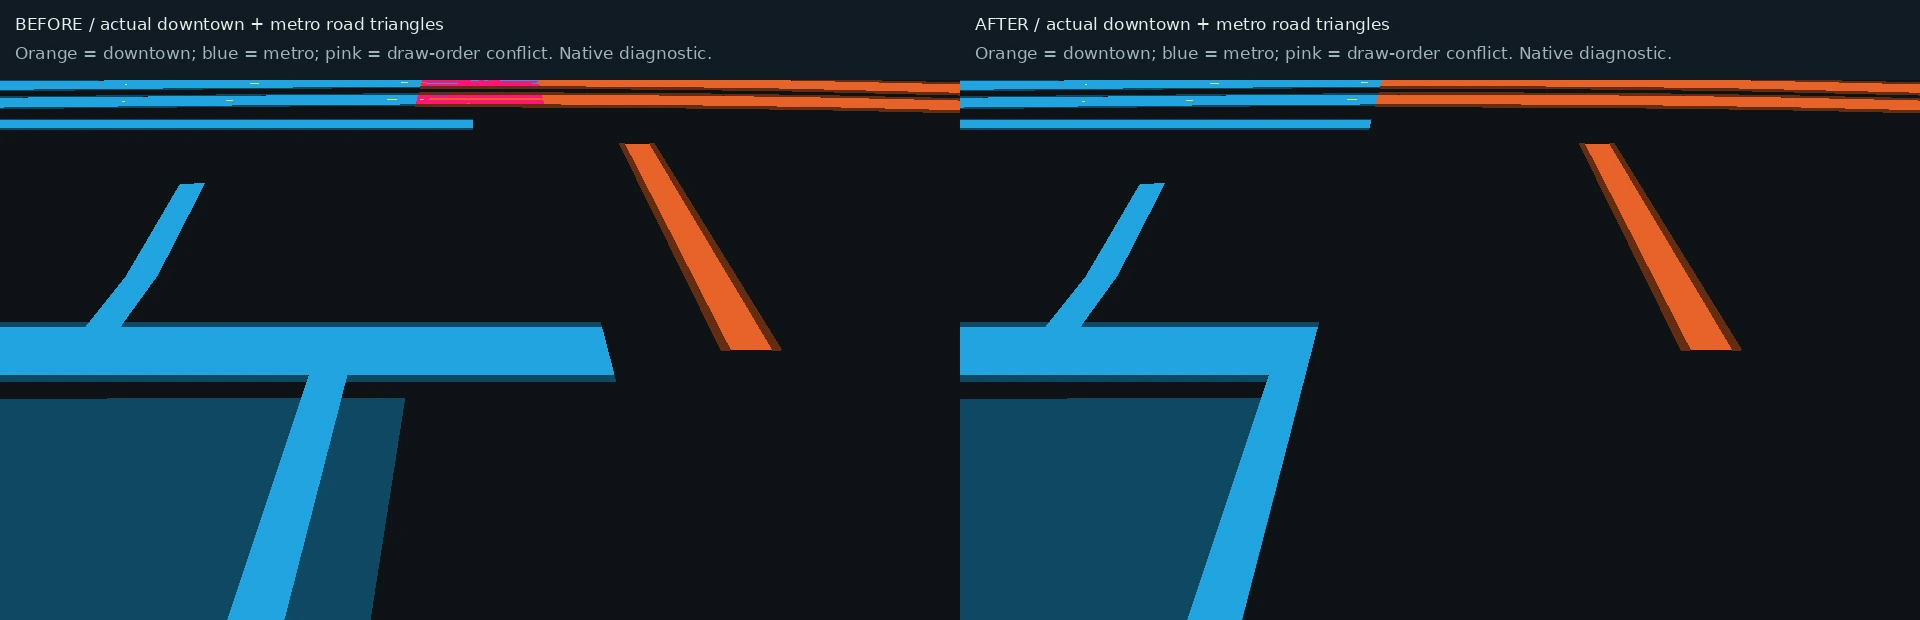 BEFORE / actual downtown + metro road triangles
Orange = downtown; blue = metro; pink = draw-order conflict. Native diagnostic.
AFTER / actual downtown + metro road triangles
Orange = downtown; blue = metro; pink = draw-order conflict. Native diagnostic.